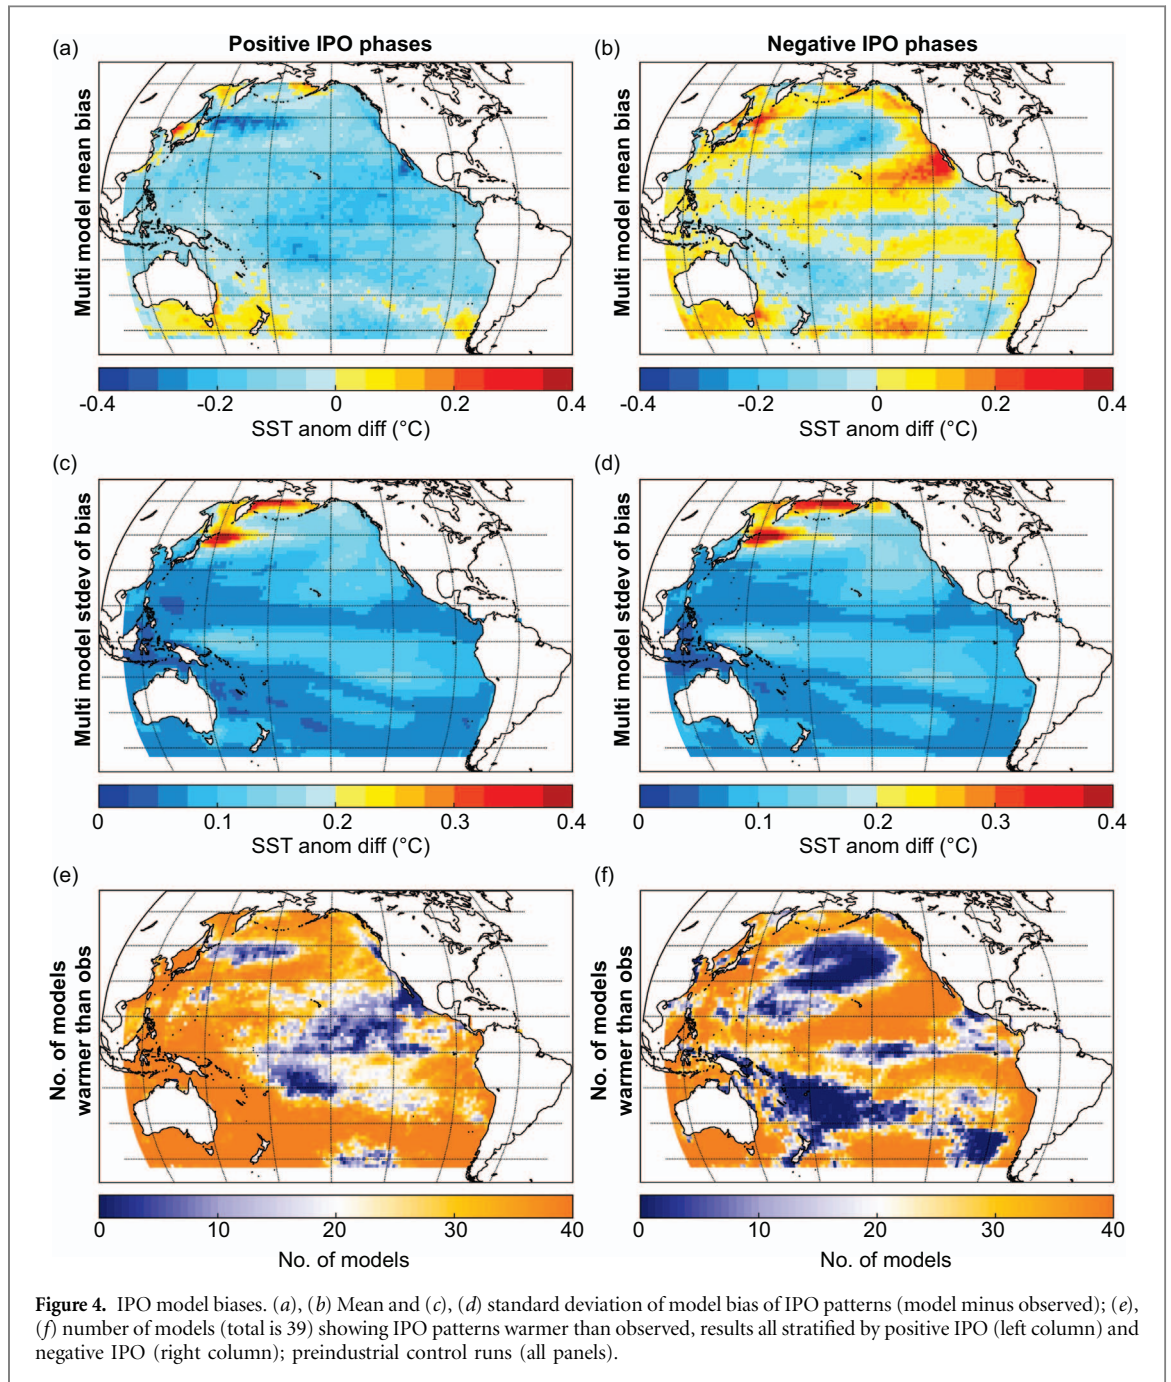 Positive IPO phases
Negative IPO phases
(a)
(b)
Multi model mean bias
Multi model mean bias
-0.4 -0.2 0 0.2 0.4
-0.4 -0.2 0 0.2 0.4
SST anom diff (°C)
SST anom diff (°C)
(c)
(d)
Multi model stdev of bias
Multi model stdev of bias
0 0.1 0.2 0.3 0.4
0 0.1 0.2 0.3 0.4
SST anom diff (°C)
SST anom diff (°C)
(e)
(f)
No. of models
warmer than obs
No. of models
warmer than obs
0 10 20 30 40
0 10 20 30 40
No. of models
No. of models
Figure 4. IPO model biases. (a), (b) Mean and (c), (d) standard deviation of model bias of IPO patterns (model minus observed); (e),
(f) number of models (total is 39) showing IPO patterns warmer than observed, results all stratified by positive IPO (left column) and
negative IPO (right column); preindustrial control runs (all panels).